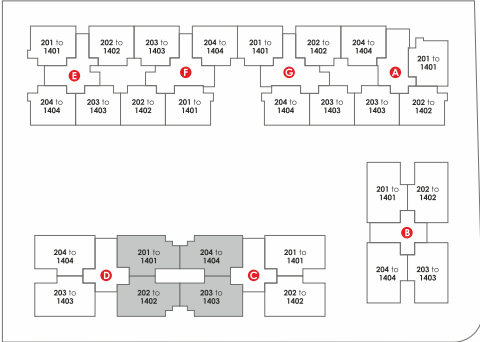 201 to 1401
202 to 1402
203 to 1403
204 to 1404
201 to 1401
202 to 1402
204 to 1404
201 to 1401
E
F
G
A
204 to 1404
203 to 1403
202 to 1402
201 to 1401
204 to 1404
203 to 1403
203 to 1403
202 to 1402
201 to 1401
202 to 1402
B
204 to 1404
203 to 1403
204 to 1404
201 to 1401
204 to 1404
201 to 1401
D
C
203 to 1403
202 to 1402
203 to 1403
202 to 1402